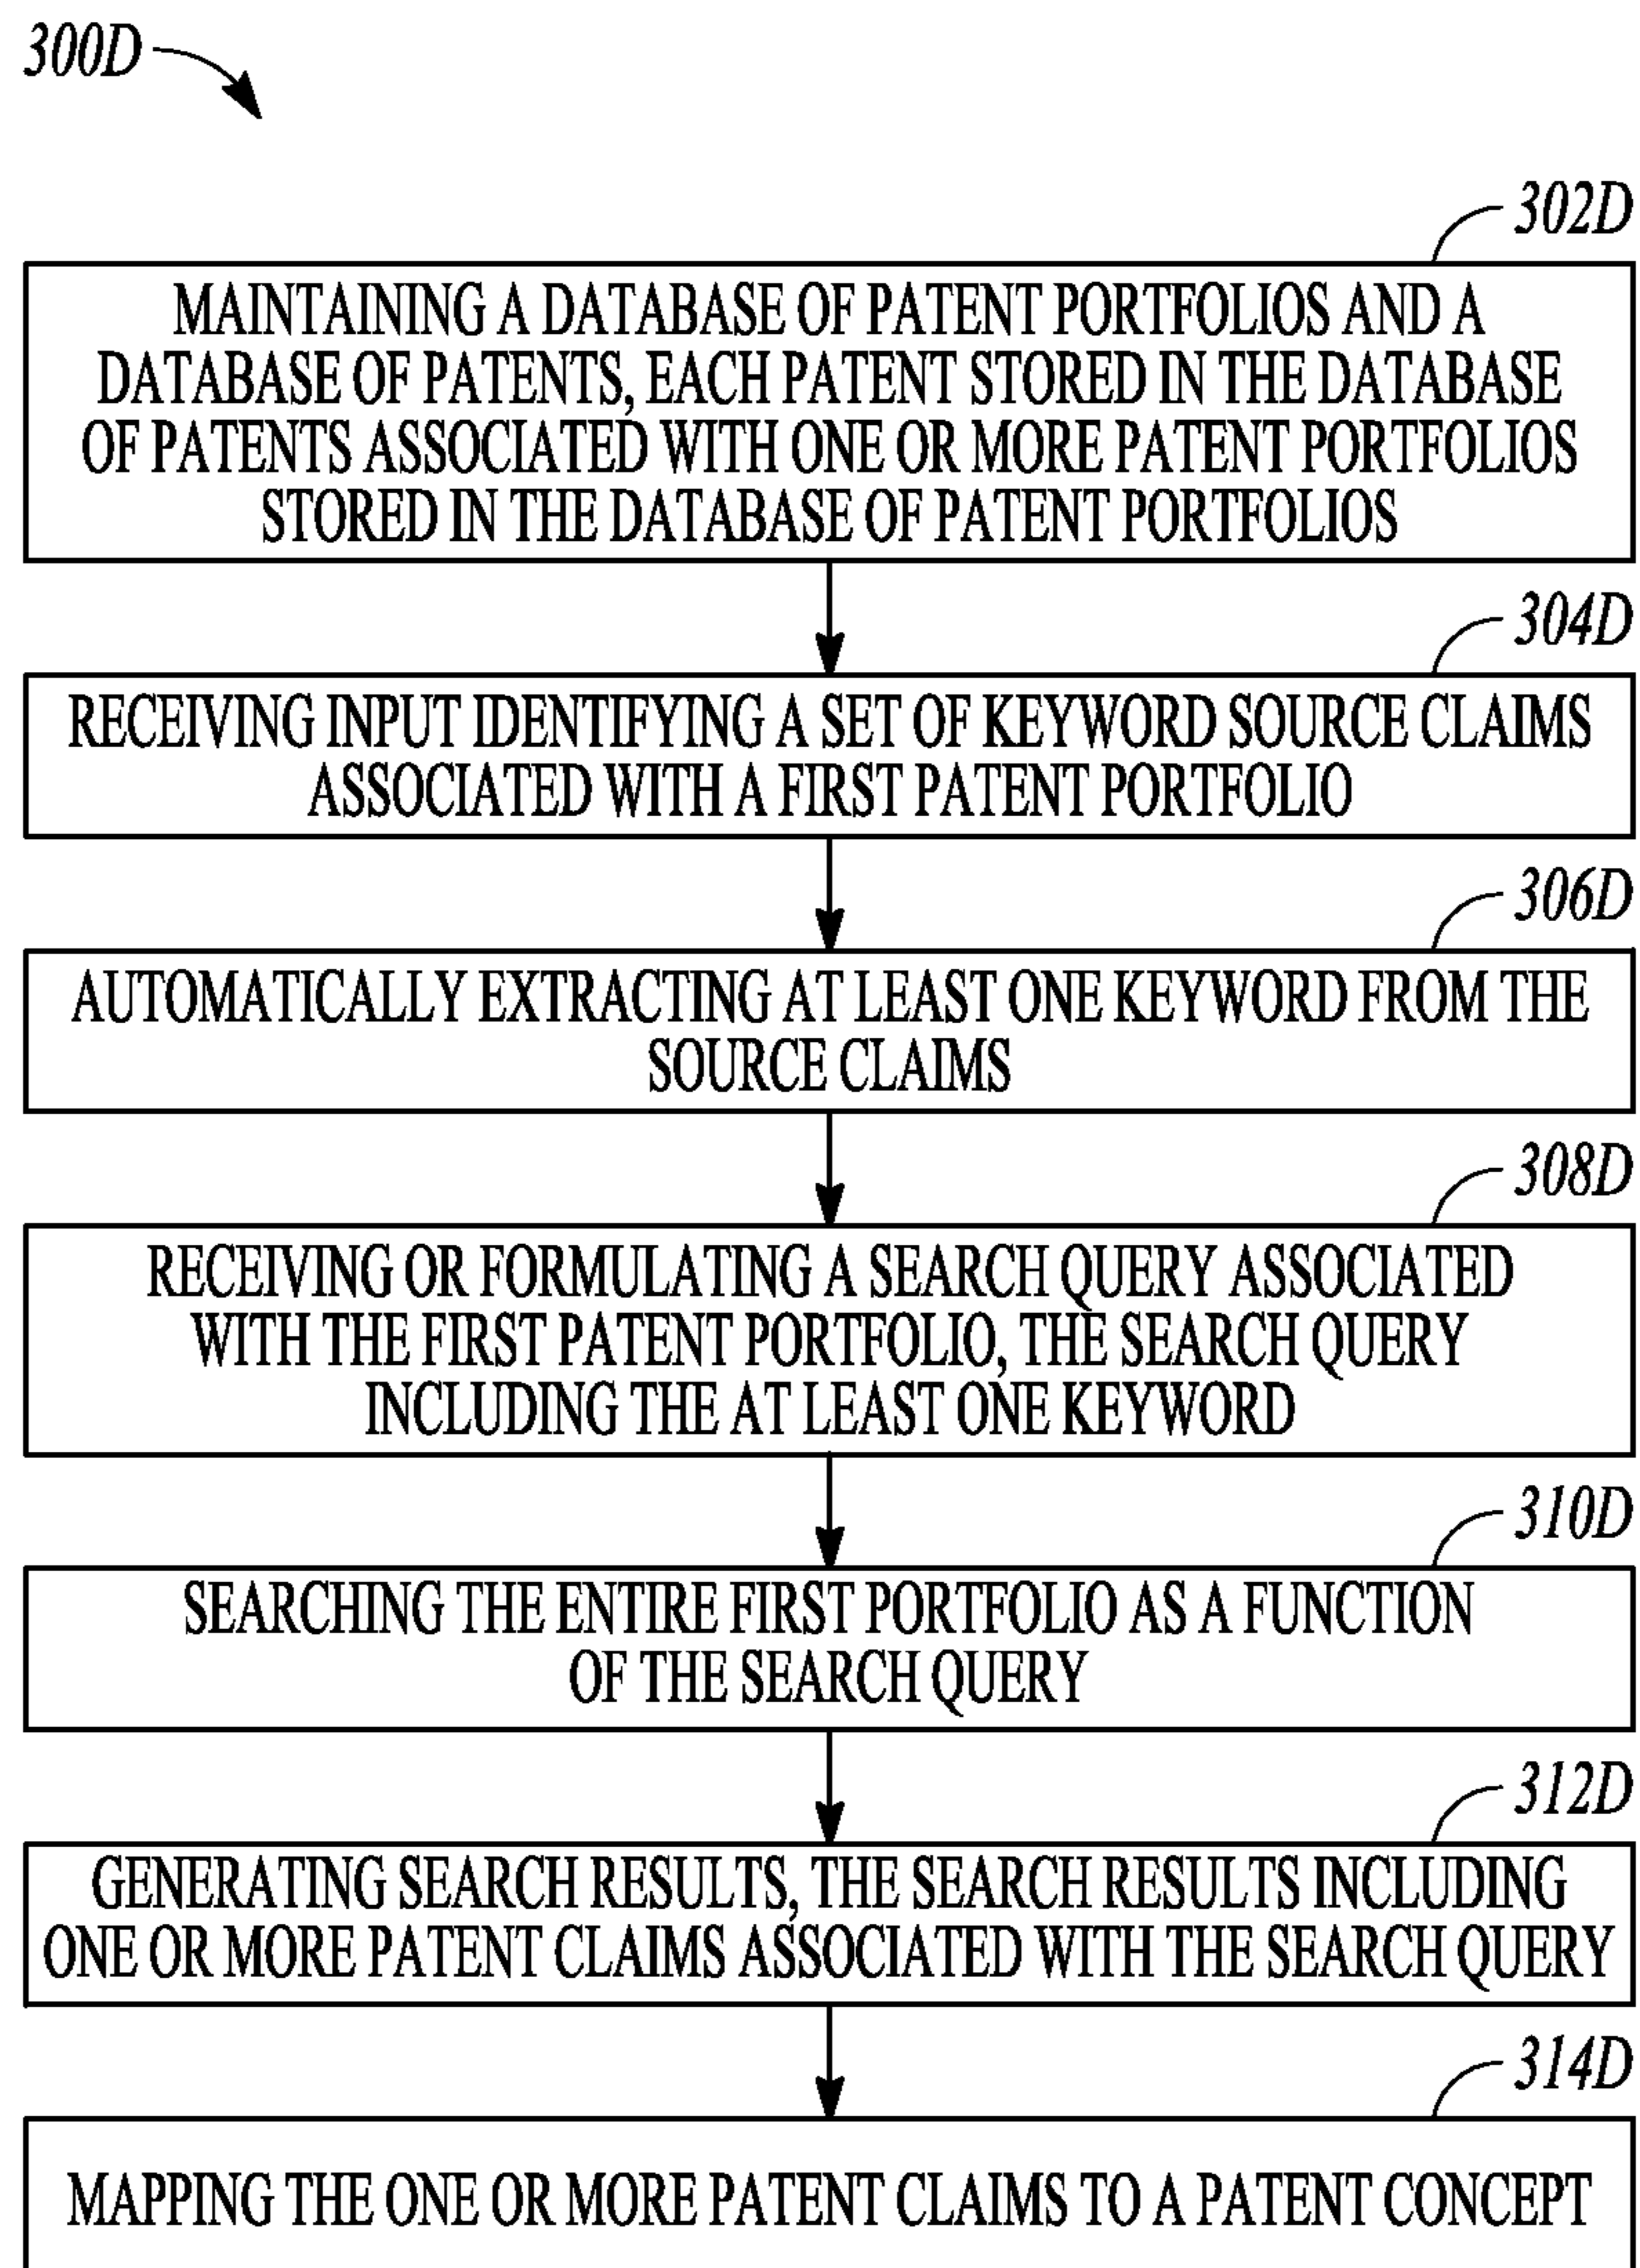 300D
302D
MAINTAINING A DATABASE OF PATENT PORTFOLIOS AND A
DATABASE OF PATENTS, EACH PATENT STORED IN THE DATABASE
OF PATENTS ASSOCIATED WITH ONE OR MORE PATENT PORTFOLIOS
STORED IN THE DATABASE OF PATENT PORTFOLIOS
304D
RECEIVING INPUT IDENTIFYING A SET OF KEYWORD SOURCE CLAIMS
ASSOCIATED WITH A FIRST PATENT PORTFOLIO
306D
AUTOMATICALLY EXTRACTING AT LEAST ONE KEYWORD FROM THE
SOURCE CLAIMS
308D
RECEIVING OR FORMULATING A SEARCH QUERY ASSOCIATED
WITH THE FIRST PATENT PORTFOLIO, THE SEARCH QUERY
INCLUDING THE AT LEAST ONE KEYWORD
310D
SEARCHING THE ENTIRE FIRST PORTFOLIO AS A FUNCTION
OF THE SEARCH QUERY
312D
GENERATING SEARCH RESULTS, THE SEARCH RESULTS INCLUDING
ONE OR MORE PATENT CLAIMS ASSOCIATED WITH THE SEARCH QUERY
314D
MAPPING THE ONE OR MORE PATENT CLAIMS TO A PATENT CONCEPT